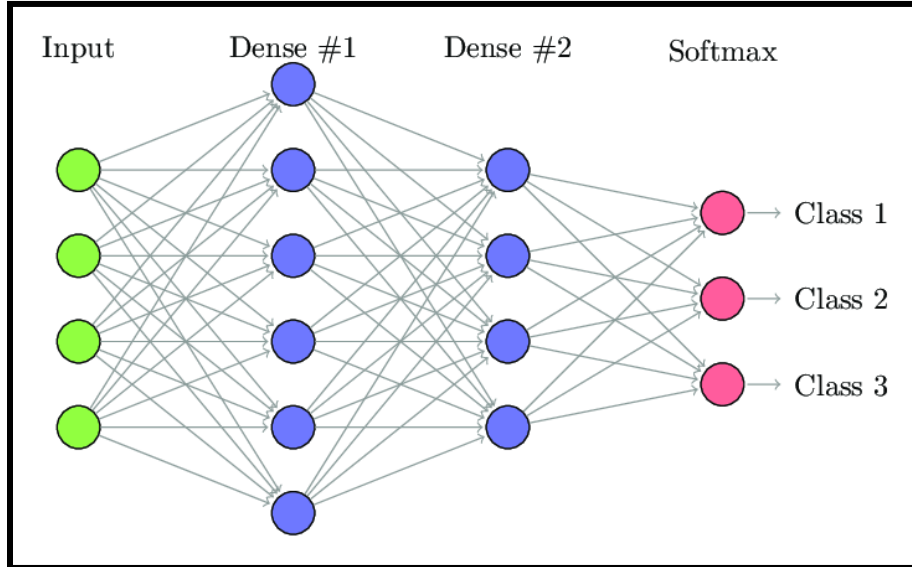 Input
Dense #1
Dense #2
Softmax
Class 1
Class 2
Class 3